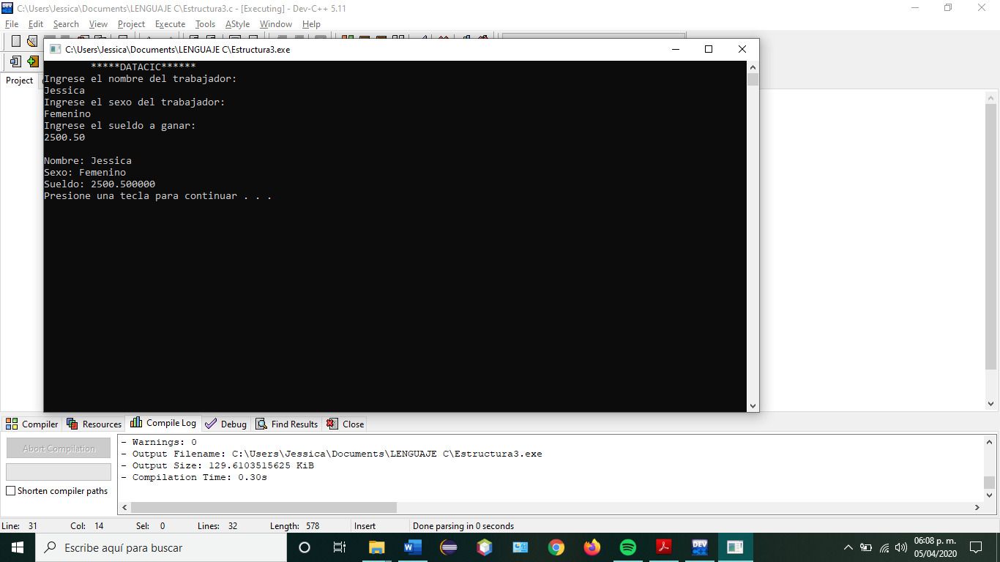 C:\Users\Jessica\Documents\LENGUAJE C\Estructura3.c - [Executing] - Dev-C++ 5.11
File Edit Search View Project Execute Tools AStyle Window Help
C:\Users\Jessica\Documents\LENGUAJE C\Estructura3.exe
Project
*****DATACIC******
Ingrese el nombre del trabajador:
Jessica
Ingrese el sexo del trabajador:
Femenino
Ingrese el sueldo a ganar:
2500.50
Nombre: Jessica
Sexo: Femenino
Sueldo: 2500.500000
Presione una tecla para continuar . . .
Compiler Resources Compile Log Debug Find Results Close
Abort Compilation
Shorten compiler paths
- Warnings: 0
- Output Filename: C:\Users\Jessica\Documents\LENGUAJE C\Estructura3.exe
- Output Size: 129.6103515625 KiB
- Compilation Time: 0.30s
Line: 31 Col: 14 Sel: 0 Lines: 32 Length: 578 Insert Done parsing in 0 seconds
Escribe aquí para buscar
DEV
06:08 p. m.
05/04/2020